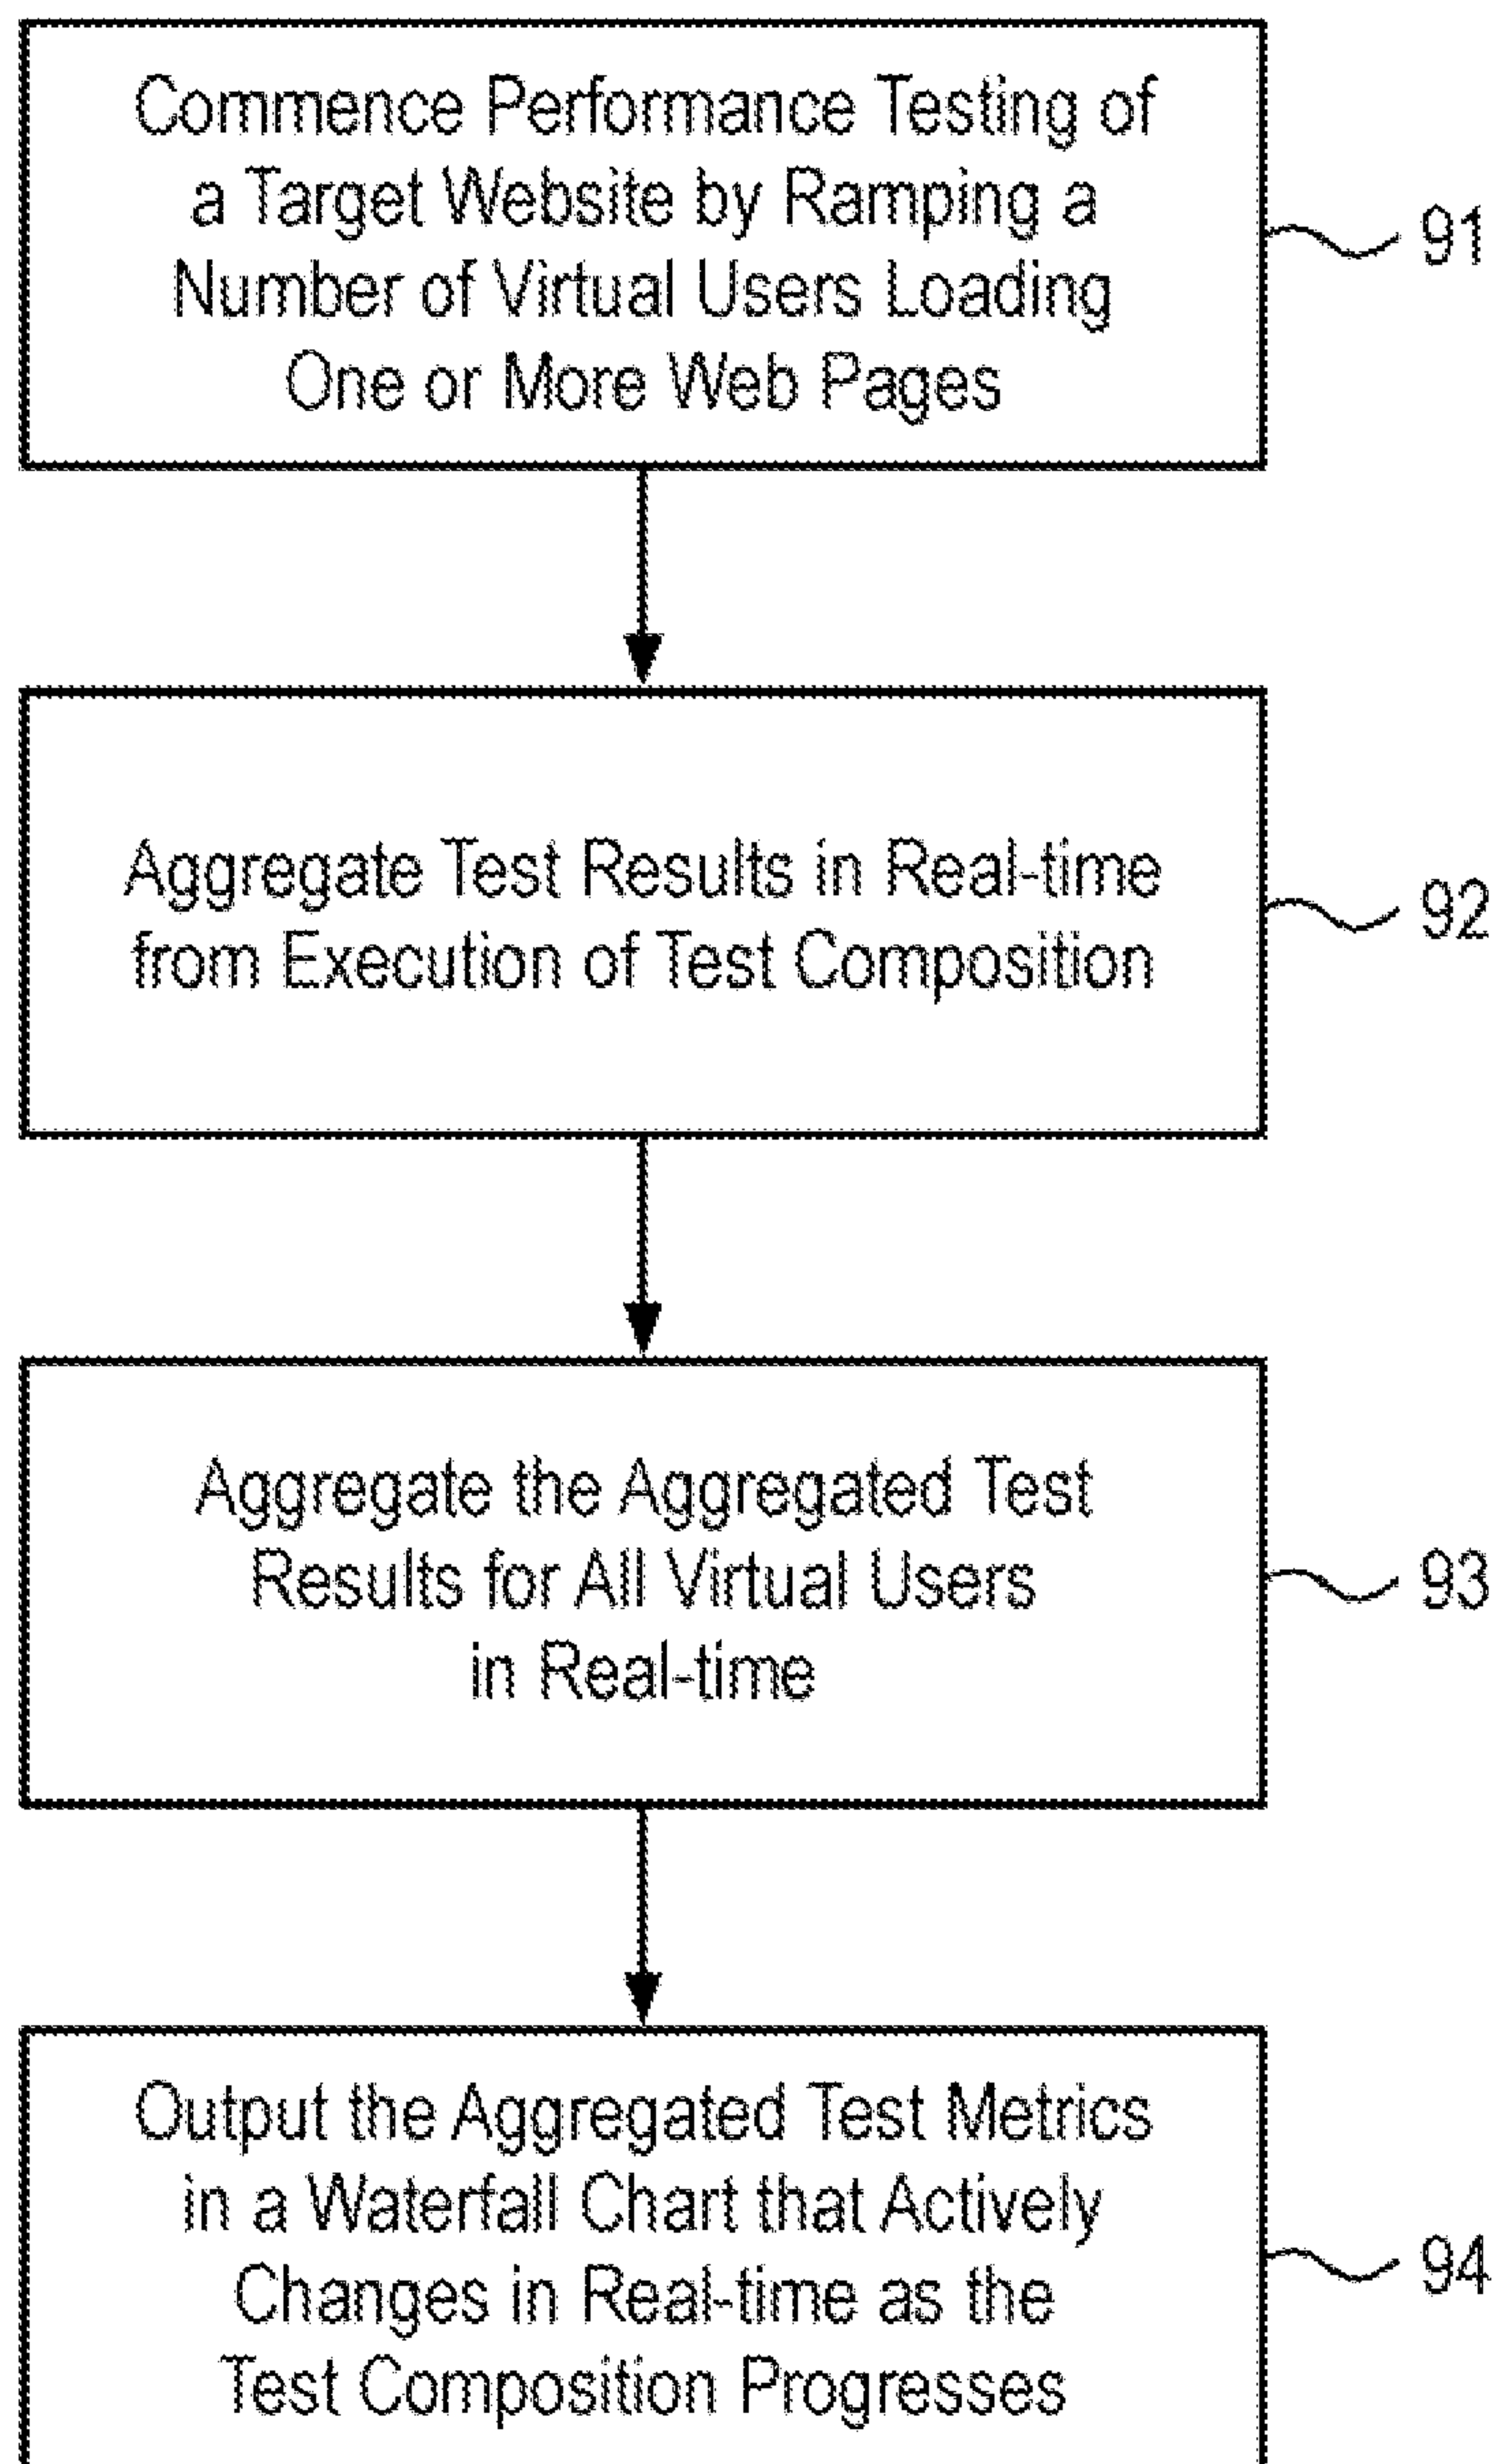 Commence Performance Testing of
a Target Website by Ramping a
Number of Virtual Users Loading
One or More Web Pages
91
Aggregate Test Results in Real-time
from Execution of Test Composition
92
Aggregate the Aggregated Test
Results for All Virtual Users
in Real-time
93
Output the Aggregated Test Metrics
in a Waterfall Chart that Actively
Changes in Real-time as the
Test Composition Progresses
94